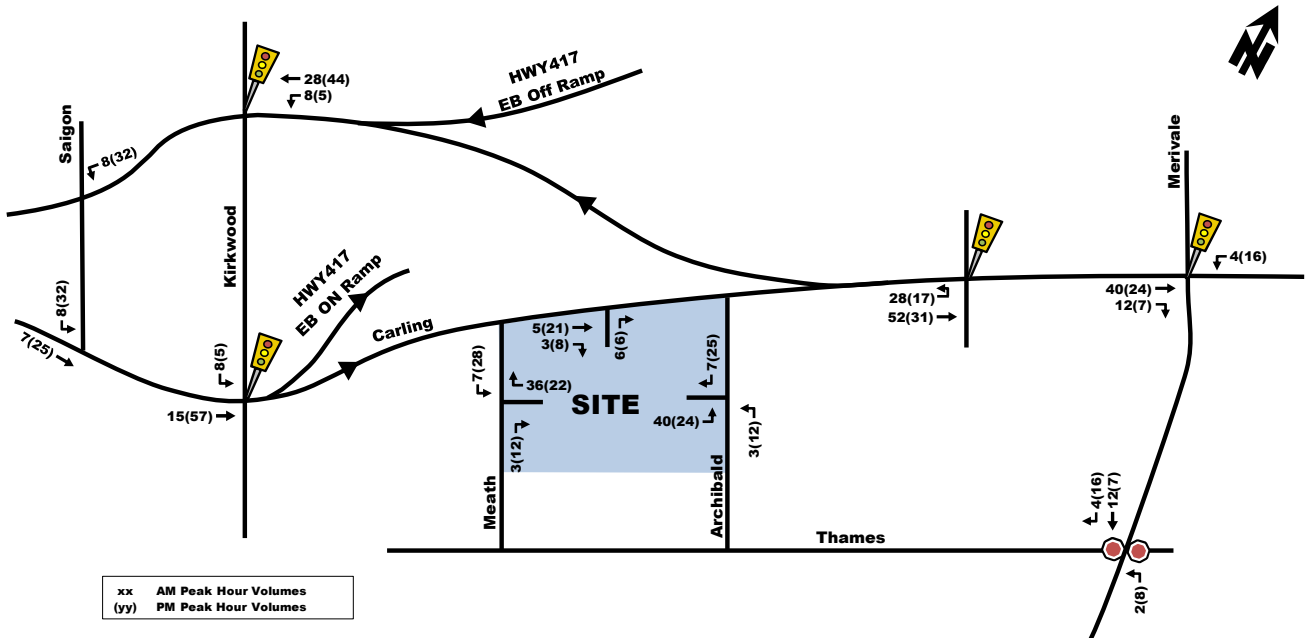 HWY417
EB Off Ramp
28(44)
8(5)
Saigon
8(32)
Merivale
Kirkwood
4(16)
HWY417
EB ON Ramp
40(24)
12(7)
28(17)
52(31)
8(32)
7(25)
Carling
5(21)
3(8)
6(6)
7(25)
8(5)
7(28)
36(22)
SITE
15(57)
40(24)
3(12)
3(12)
Meath
Archibald
4(16)
12(7)
Thames
2(8)
xx AM Peak Hour Volumes
(yy) PM Peak Hour Volumes
N